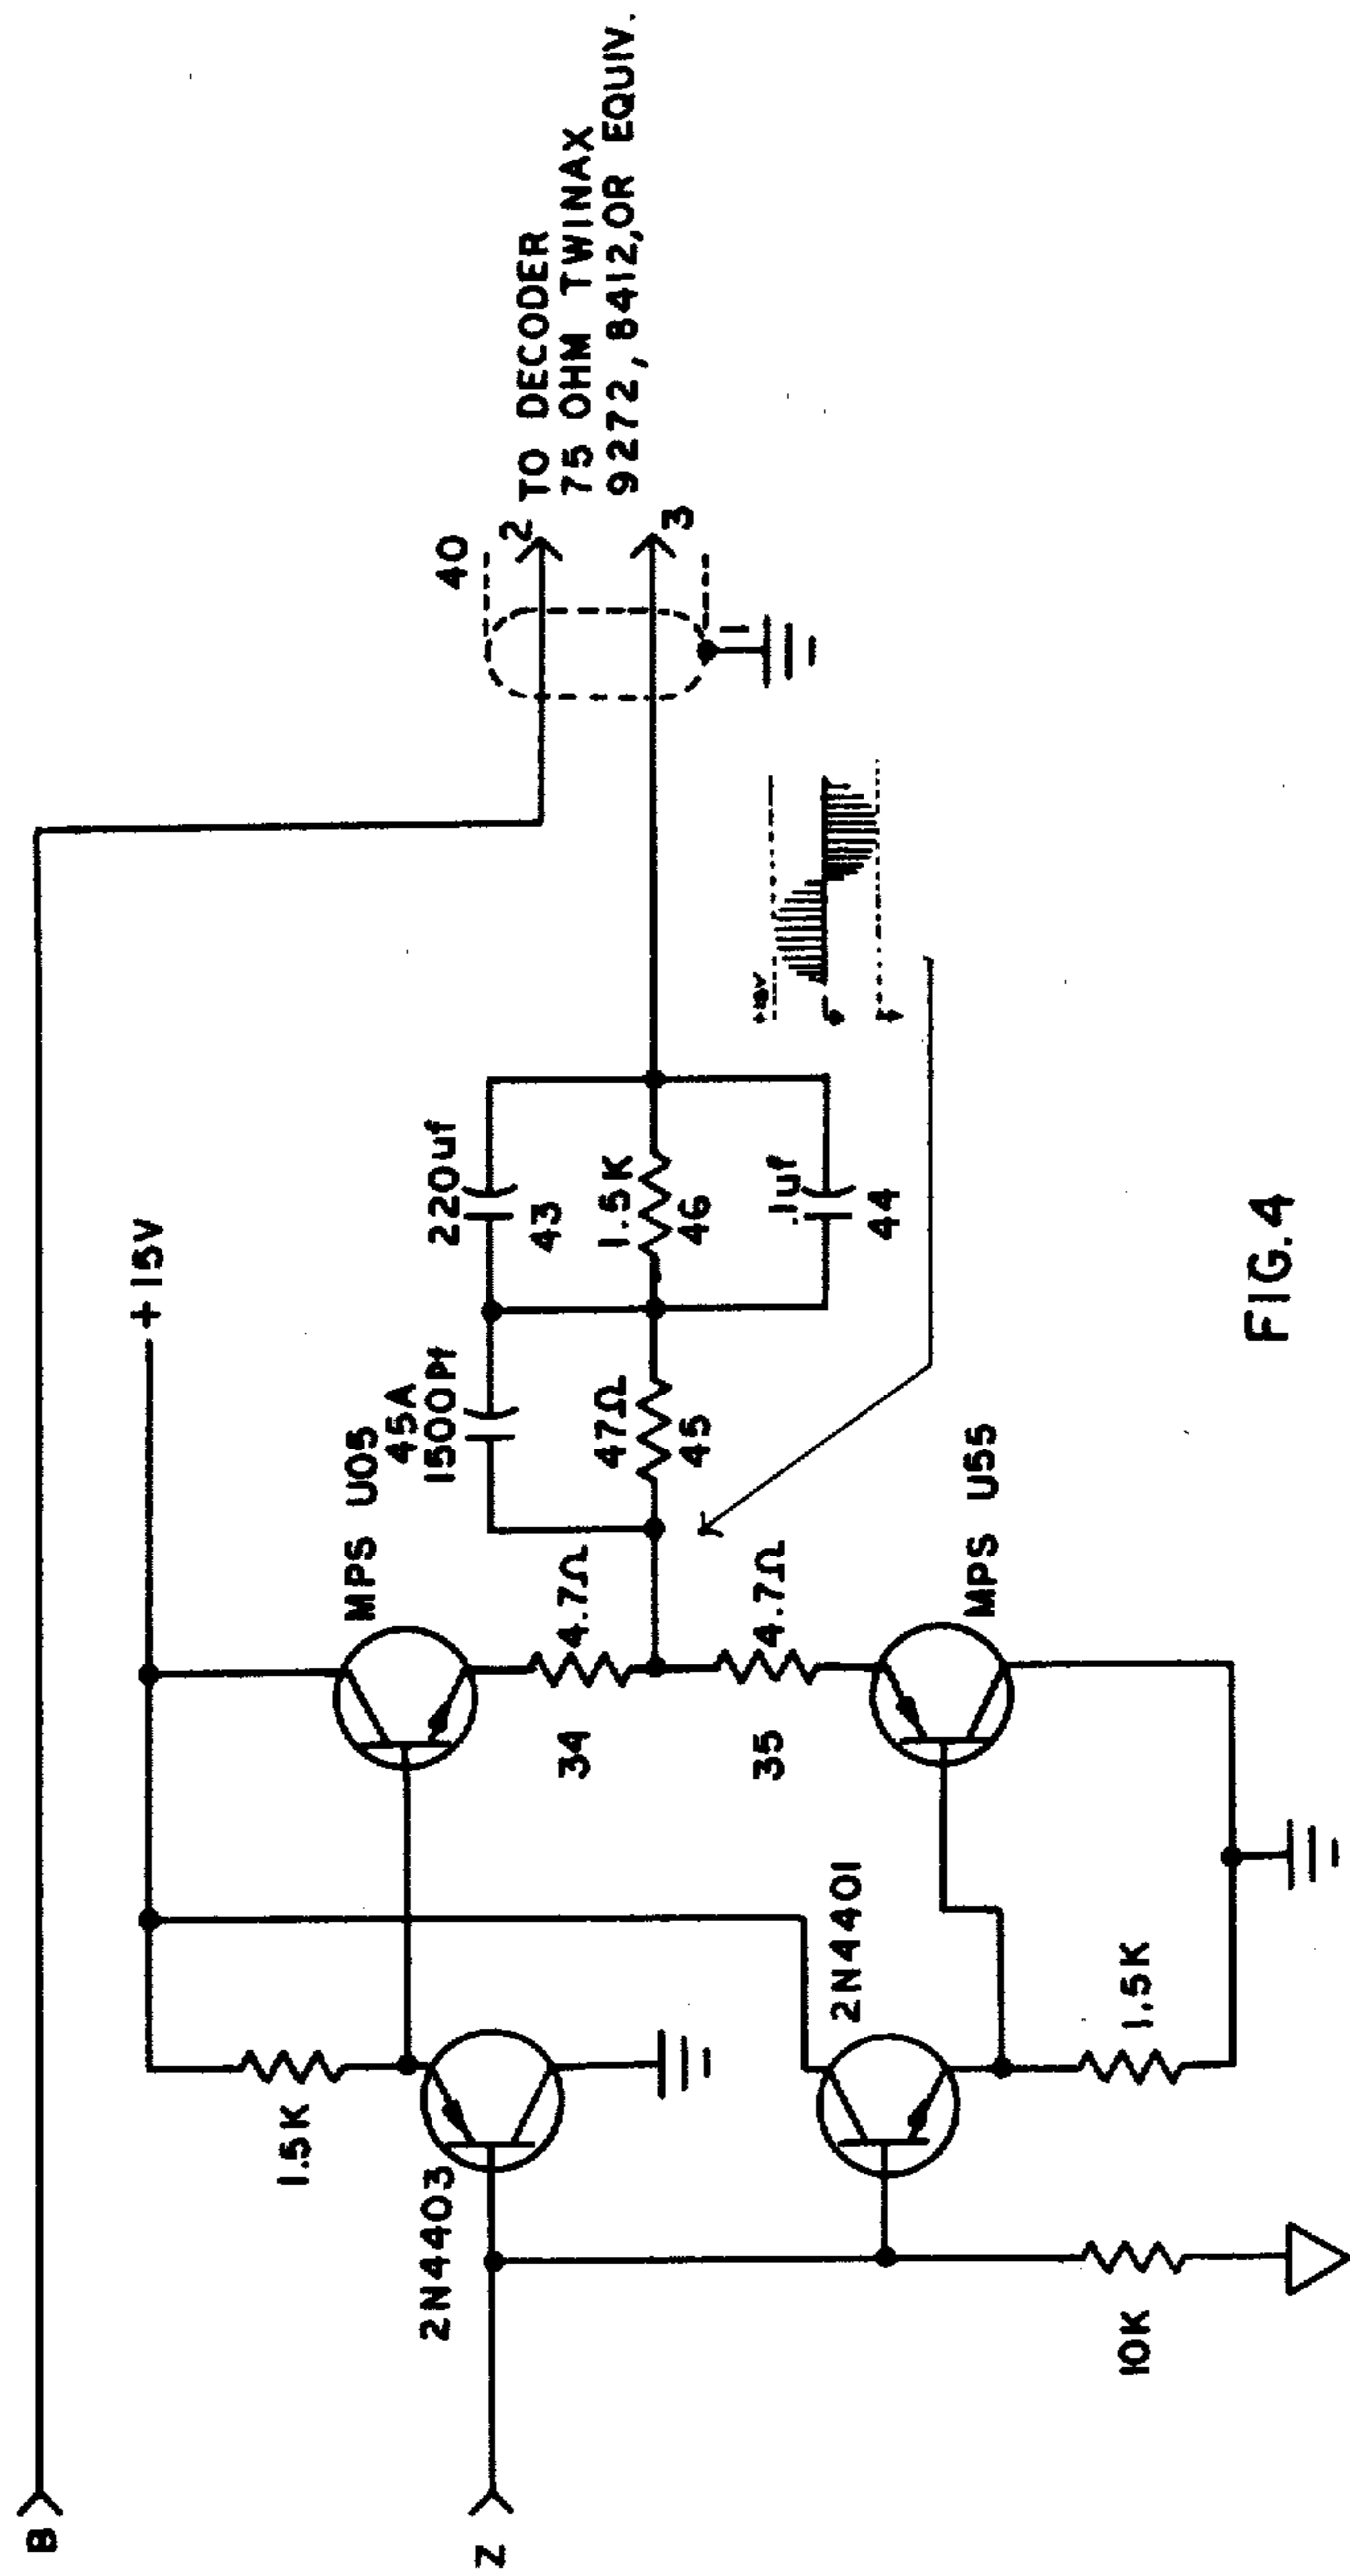 B
Z
+15V
1.5K
2N4403
2N4401
10K
1.5K
MPS U05
34
4.7Ω
35
4.7Ω
MPS U55
45A
1500Pf
47Ω
45
220uf
43
1.5K
46
.1uf
44
+15V
40
2
3
1
TO DECODER
75 OHM TWINAX
9272, 8412, OR EQUIV.
FIG.4